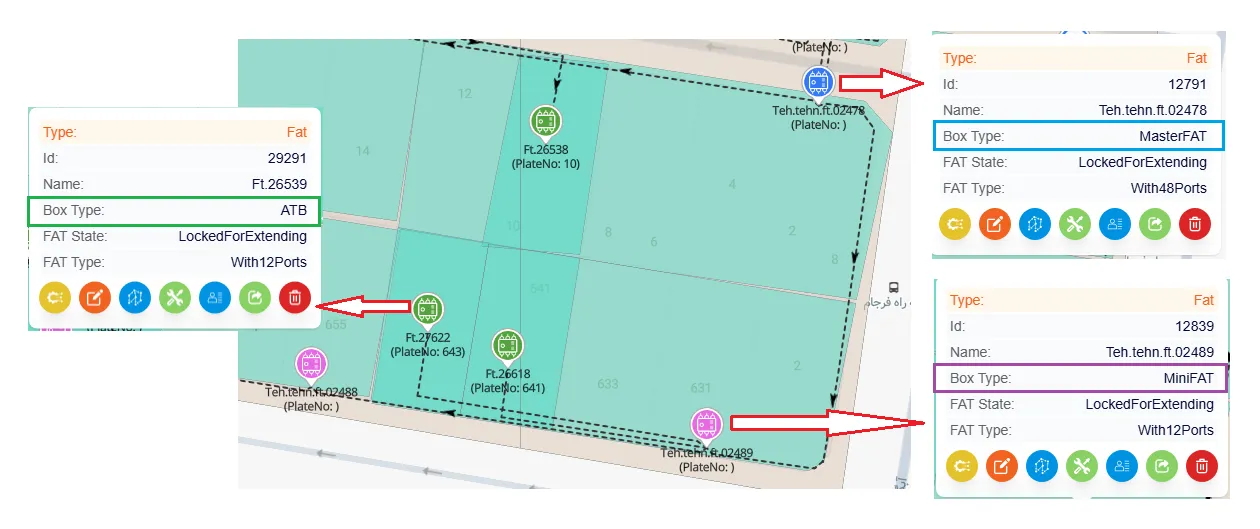 Type: Fat
Id: 29291
Name: Ft.26539
Box Type: ATB
FAT State: LockedForExtending
FAT Type: With12Ports
(PlateNo: )
12
14
Ft.26538
(PlateNo: 10)
10
Teh.tehn.ft.02478
(PlateNo: )
4
8
6
2
8
641
655
Ft.27622
(PlateNo: 643)
Ft.26618
(PlateNo: 641)
Teh.tehn.ft.02488
(PlateNo: )
633
631
2
Teh.tehn.ft.02489
(PlateNo: )
راه فرجام
Type: Fat
Id: 12791
Name: Teh.tehn.ft.02478
Box Type: MasterFAT
FAT State: LockedForExtending
FAT Type: With48Ports
Type: Fat
Id: 12839
Name: Teh.tehn.ft.02489
Box Type: MiniFAT
FAT State: LockedForExtending
FAT Type: With12Ports